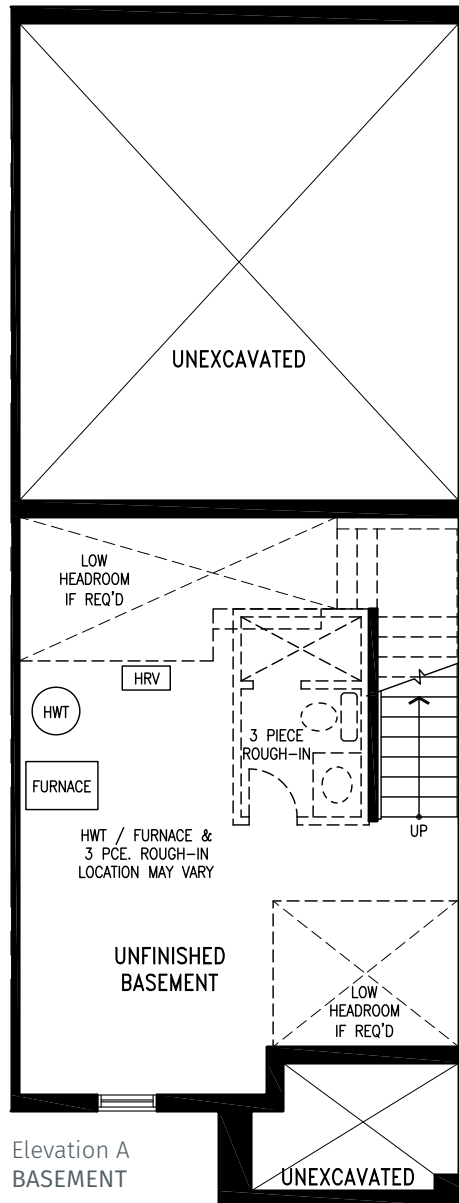 UNEXCAVATED
LOW
HEADROOM
IF REQ'D
HRV
HWT
3 PIECE
ROUGH-IN
FURNACE
UP
HWT / FURNACE &
3 PCE. ROUGH-IN
LOCATION MAY VARY
UNFINISHED
BASEMENT
LOW
HEADROOM
IF REQ'D
UNEXCAVATED
Elevation A
BASEMENT